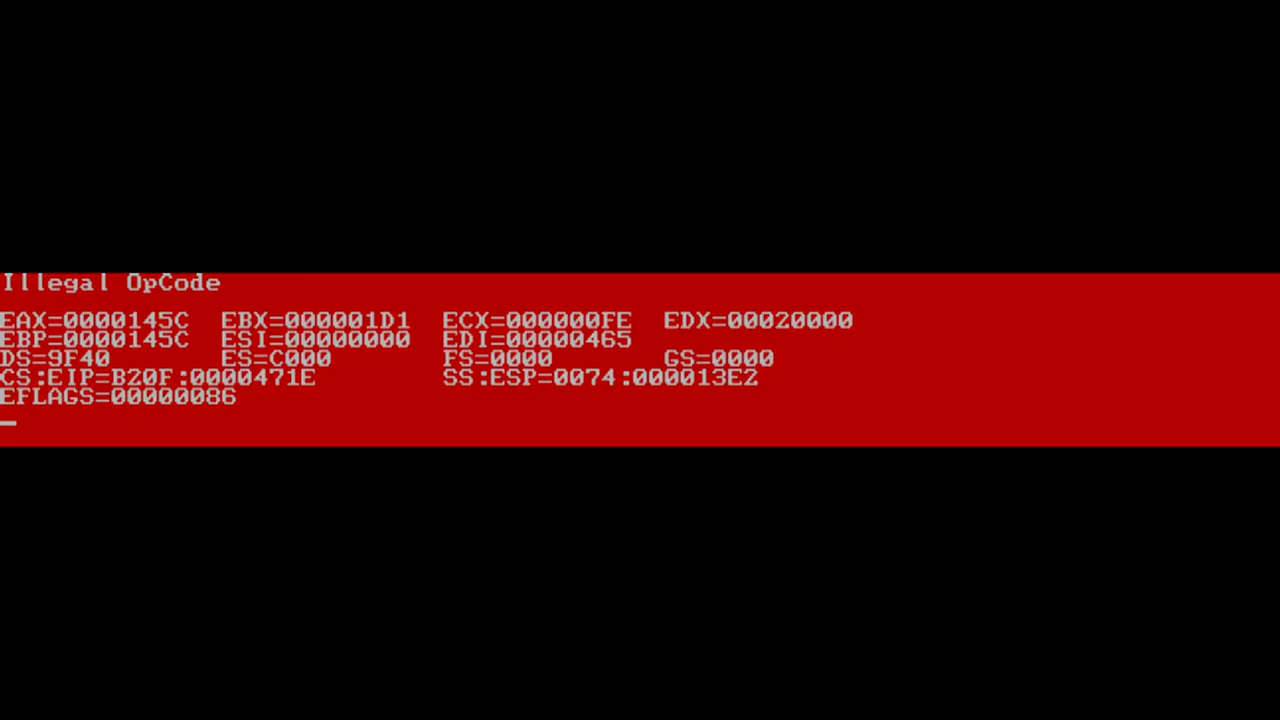 Illegal OpCode
EAX=0000145C EBX=000001D1 ECX=000000FE EDX=00020000
EBP=0000145C ESI=00000000 EDI=00000465
DS=9F40 ES=C000 FS=0000 GS=0000
CS:EIP=B20F:0000471E SS:ESP=0074:000013E2
EFLAGS=00000086